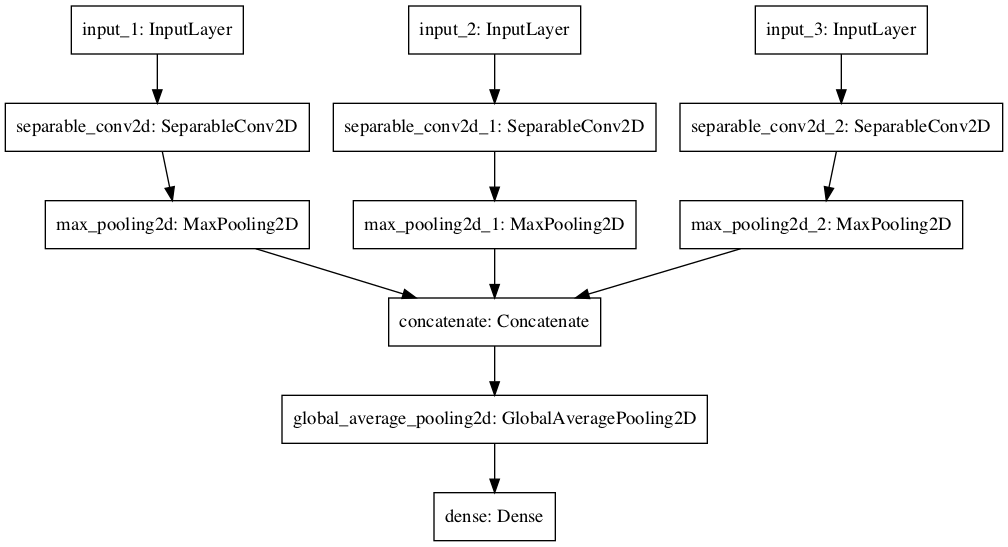 input_1: InputLayer
input_2: InputLayer
input_3: InputLayer
separable_conv2d: SeparableConv2D
separable_conv2d_1: SeparableConv2D
separable_conv2d_2: SeparableConv2D
max_pooling2d: MaxPooling2D
max_pooling2d_1: MaxPooling2D
max_pooling2d_2: MaxPooling2D
concatenate: Concatenate
global_average_pooling2d: GlobalAveragePooling2D
dense: Dense